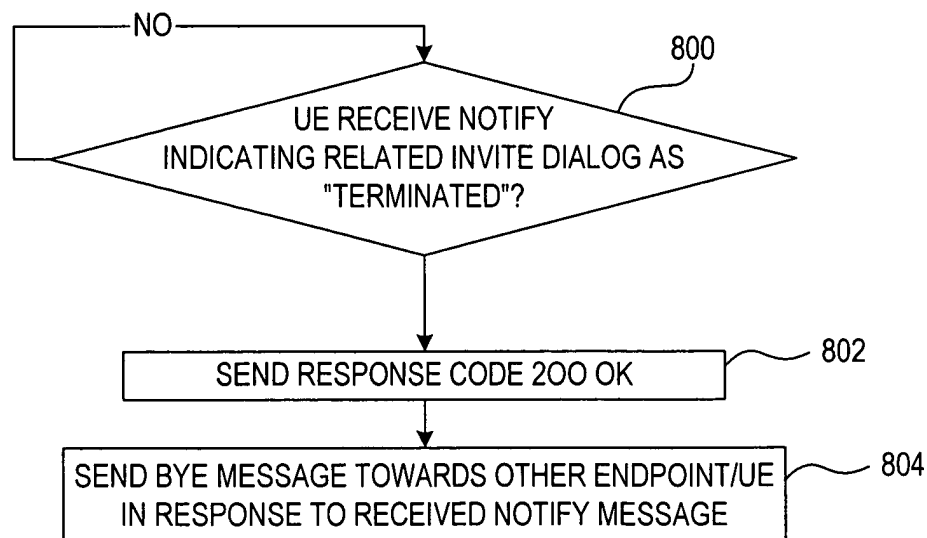 NO
800
UE RECEIVE NOTIFY
INDICATING RELATED INVITE DIALOG AS
"TERMINATED"?
SEND RESPONSE CODE 2OO OK
802
SEND BYE MESSAGE TOWARDS OTHER ENDPOINT/UE
IN RESPONSE TO RECEIVED NOTIFY MESSAGE
804